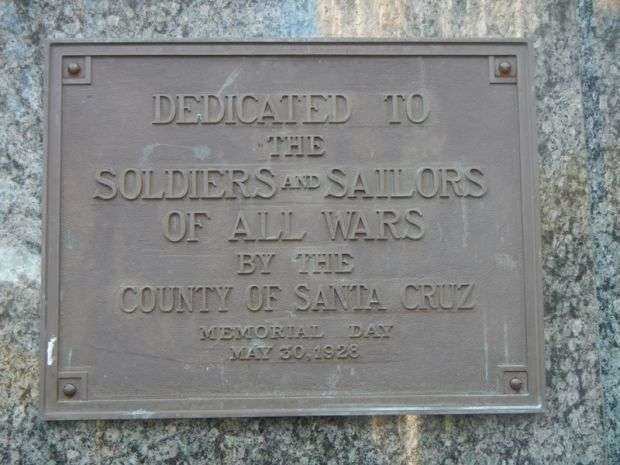 DEDICATED TO
THE
SOLDIERS AND SAILORS
OF ALL WARS
BY THE
COUNTY OF SANTA CRUZ
MEMORIAL DAY
MAY 30, 1928